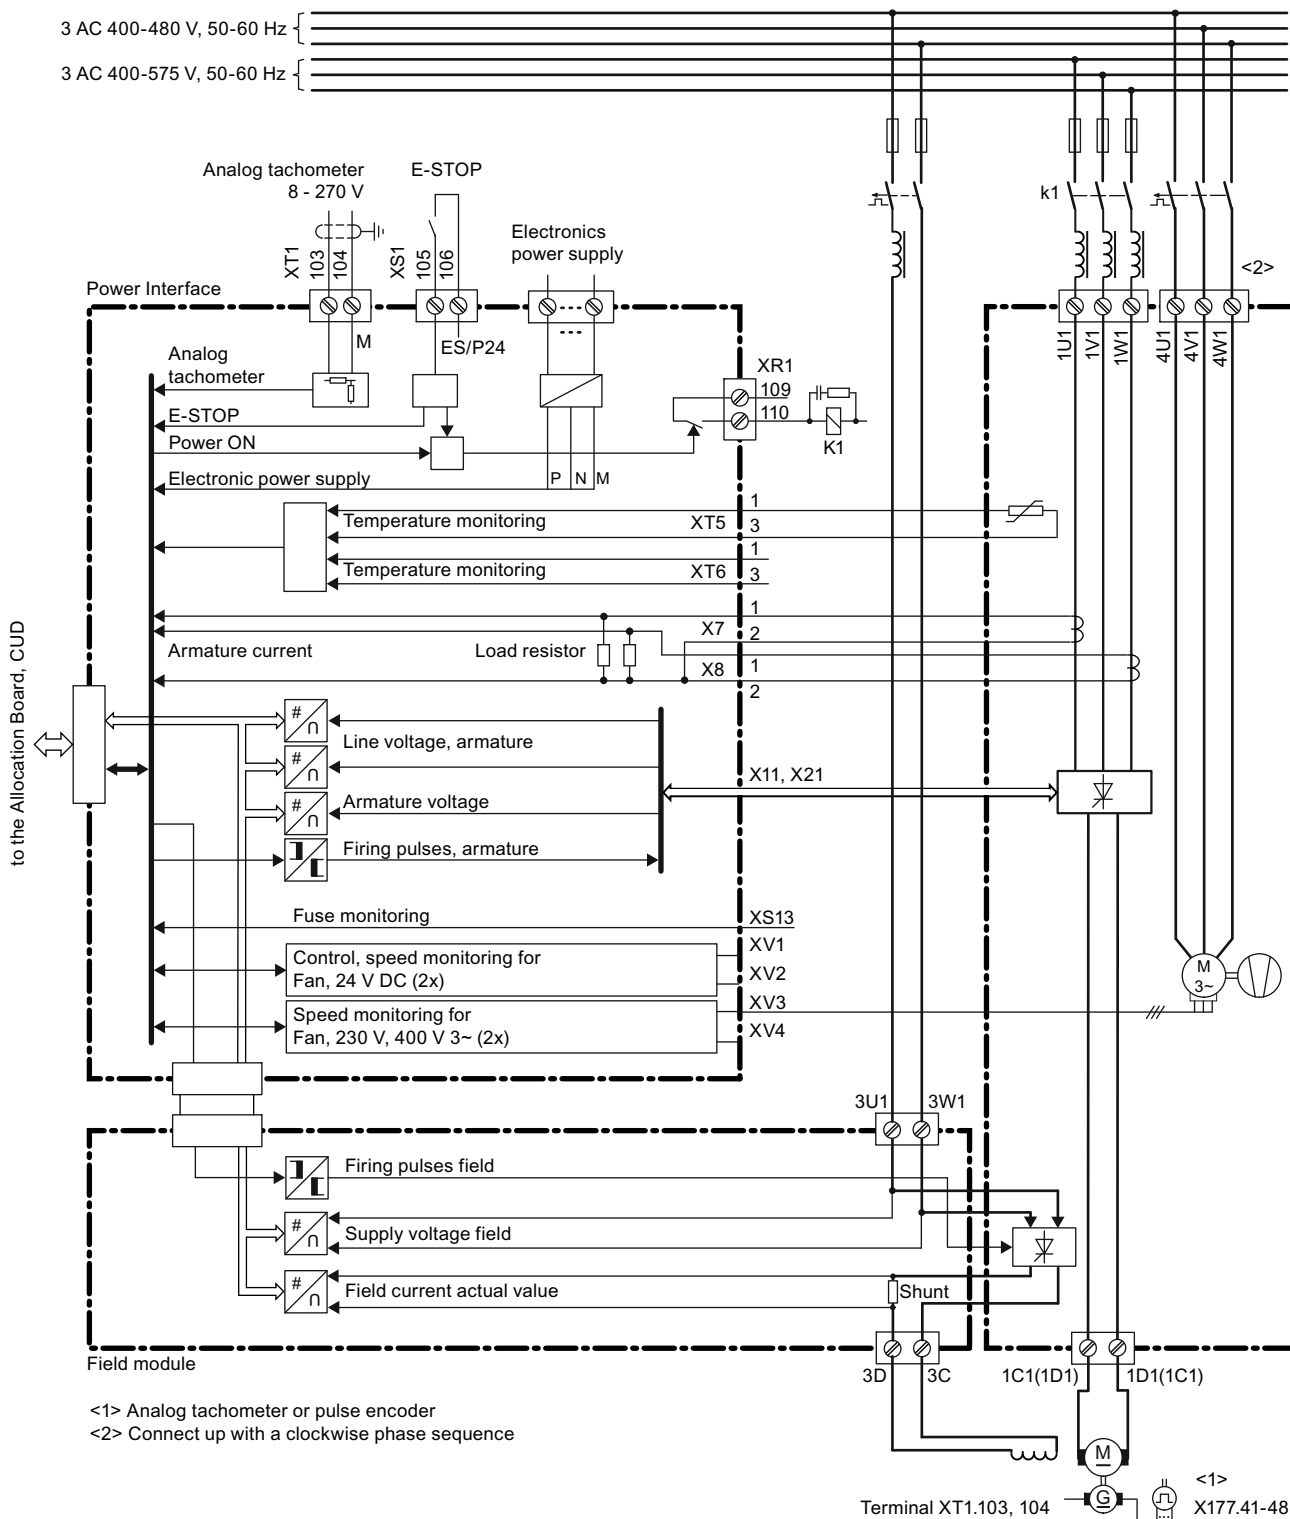 3 AC 400-480 V, 50-60 Hz
3 AC 400-575 V, 50-60 Hz
Analog tachometer
8 - 270 V
E-STOP
k1
Electronics
power supply
XT1
103
104
XS1
105
106
<2>
Power Interface
M
ES/P24
1U1
1V1
1W1
4U1
4V1
4W1
Analog
tachometer
XR1
109
110
E-STOP
Power ON
K1
Electronic power supply
P
N
M
1
Temperature monitoring
XT5
3
1
Temperature monitoring
XT6
3
1
X7
2
Armature current
Load resistor
X8
1
2
to the Allocation Board, CUD
#
∩
Line voltage, armature
#
∩
X11, X21
#
∩
Armature voltage
Firing pulses, armature
Fuse monitoring
XS13
Control, speed monitoring for
Fan, 24 V DC (2x)
XV1
XV2
M
3~
Speed monitoring for
Fan, 230 V, 400 V 3~ (2x)
XV3
XV4
3U1
3W1
Firing pulses field
#
∩
Supply voltage field
#
∩
Field current actual value
Shunt
Field module
3D
3C
1C1(1D1)
1D1(1C1)
<1> Analog tachometer or pulse encoder
<2> Connect up with a clockwise phase sequence
M
G
<1>
Terminal XT1.103, 104
X177.41-48